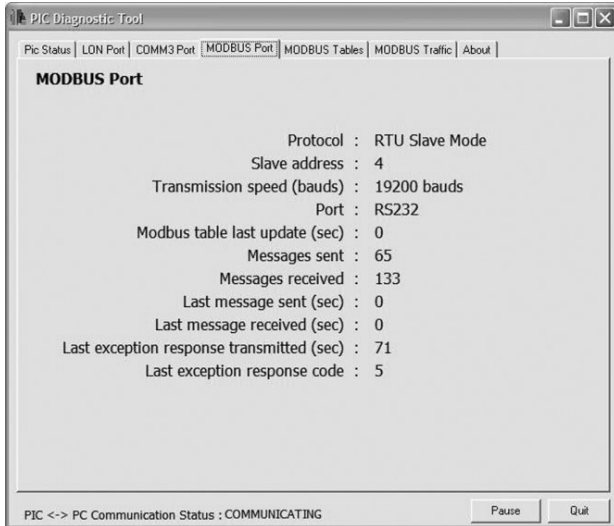 PIC Diagnostic Tool
Pic Status LON Port COMM3 Port MODBUS Port MODBUS Tables MODBUS Traffic About
MODBUS Port
Protocol : RTU Slave Mode
Slave address : 4
Transmission speed (bauds) : 19200 bauds
Port : RS232
Modbus table last update (sec) : 0
Messages sent : 65
Messages received : 133
Last message sent (sec) : 0
Last message received (sec) : 0
Last exception response transmitted (sec) : 71
Last exception response code : 5
PIC <-> PC Communication Status : COMMUNICATING Pause Quit